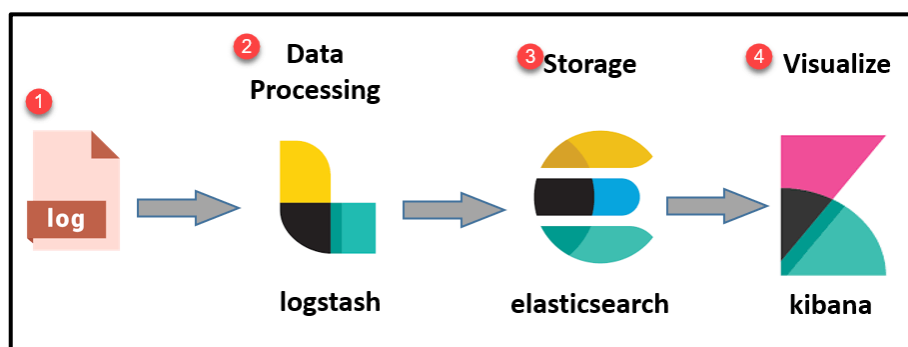 1
log
2
Data
Processing
logstash
3
Storage
elasticsearch
4
Visualize
kibana